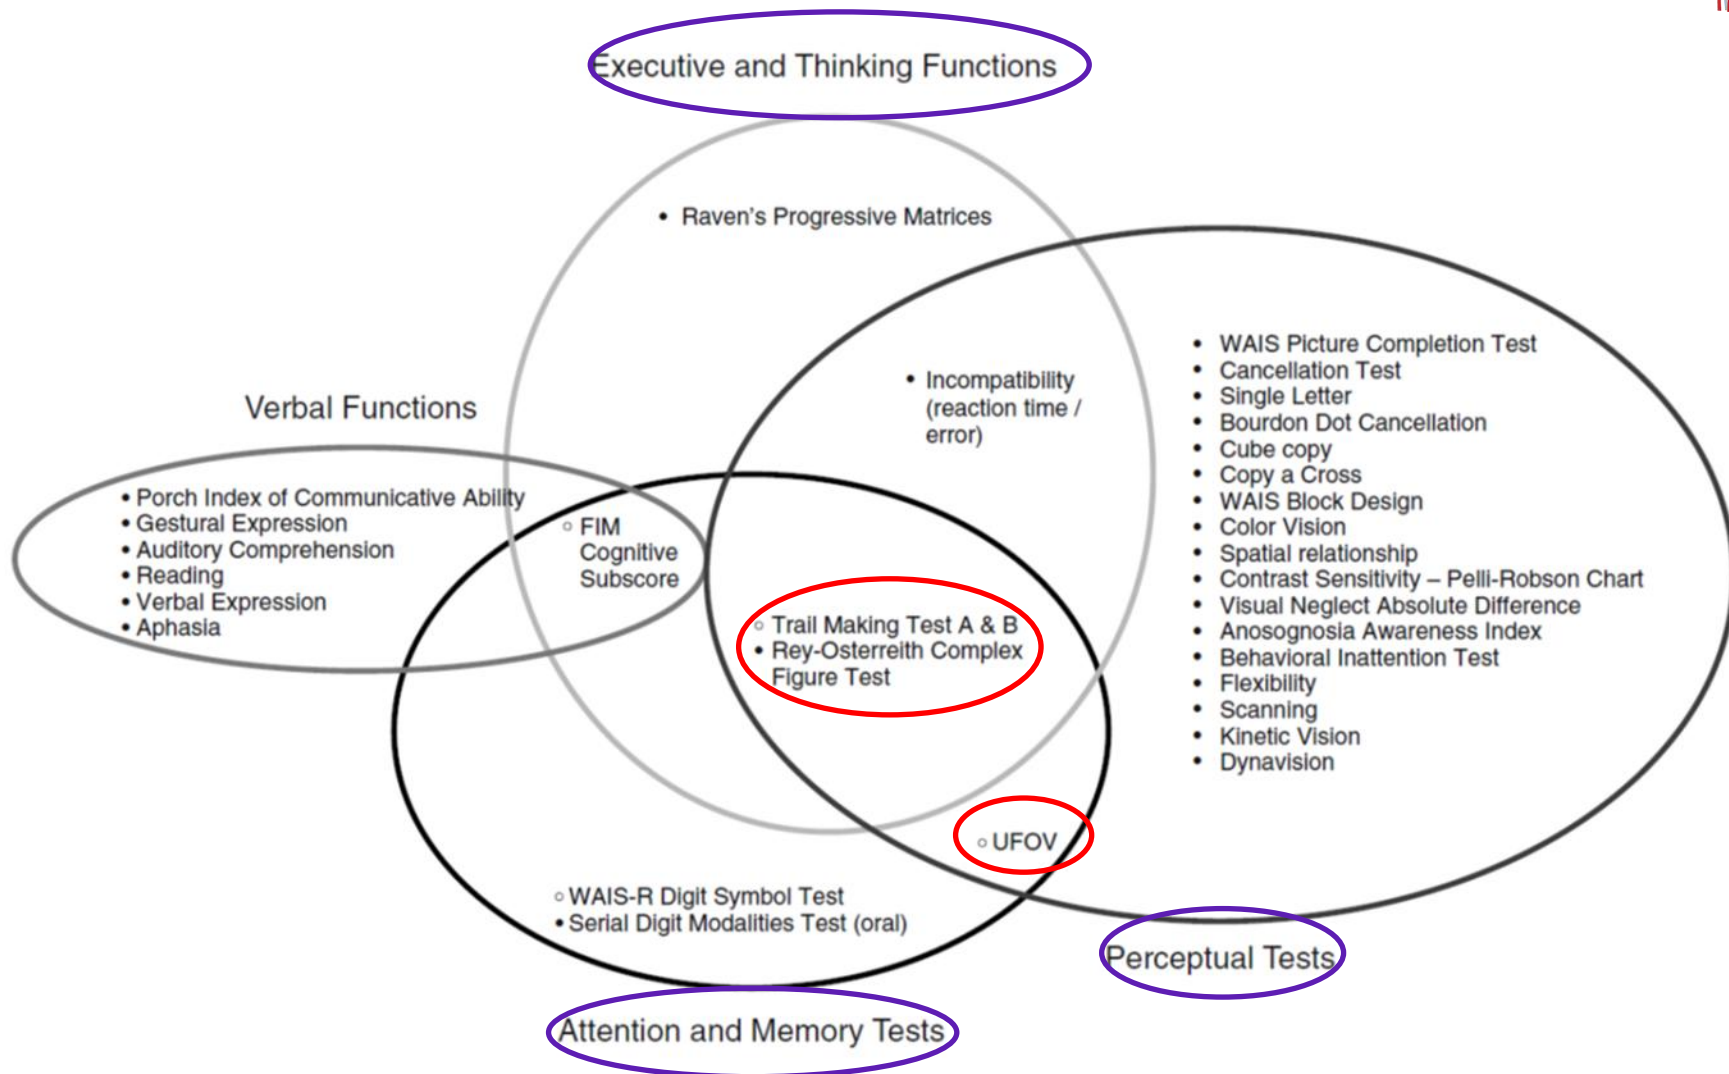 Executive and Thinking Functions
• Raven's Progressive Matrices
• Incompatibility
(reaction time /
error)
• WAIS Picture Completion Test
• Cancellation Test
• Single Letter
• Bourdon Dot Cancellation
• Cube copy
• Copy a Cross
• WAIS Block Design
• Color Vision
• Spatial relationship
• Contrast Sensitivity – Pelli-Robson Chart
• Visual Neglect Absolute Difference
• Anosognosia Awareness Index
• Behavioral Inattention Test
• Flexibility
• Scanning
• Kinetic Vision
• Dynavision
Verbal Functions
• Porch Index of Communicative Ability
• Gestural Expression
• Auditory Comprehension
• Reading
• Verbal Expression
• Aphasia
○ FIM
Cognitive
Subscore
○ Trail Making Test A & B
• Rey-Osterreith Complex
Figure Test
○ UFOV
○ WAIS-R Digit Symbol Test
• Serial Digit Modalities Test (oral)
Perceptual Tests
Attention and Memory Tests